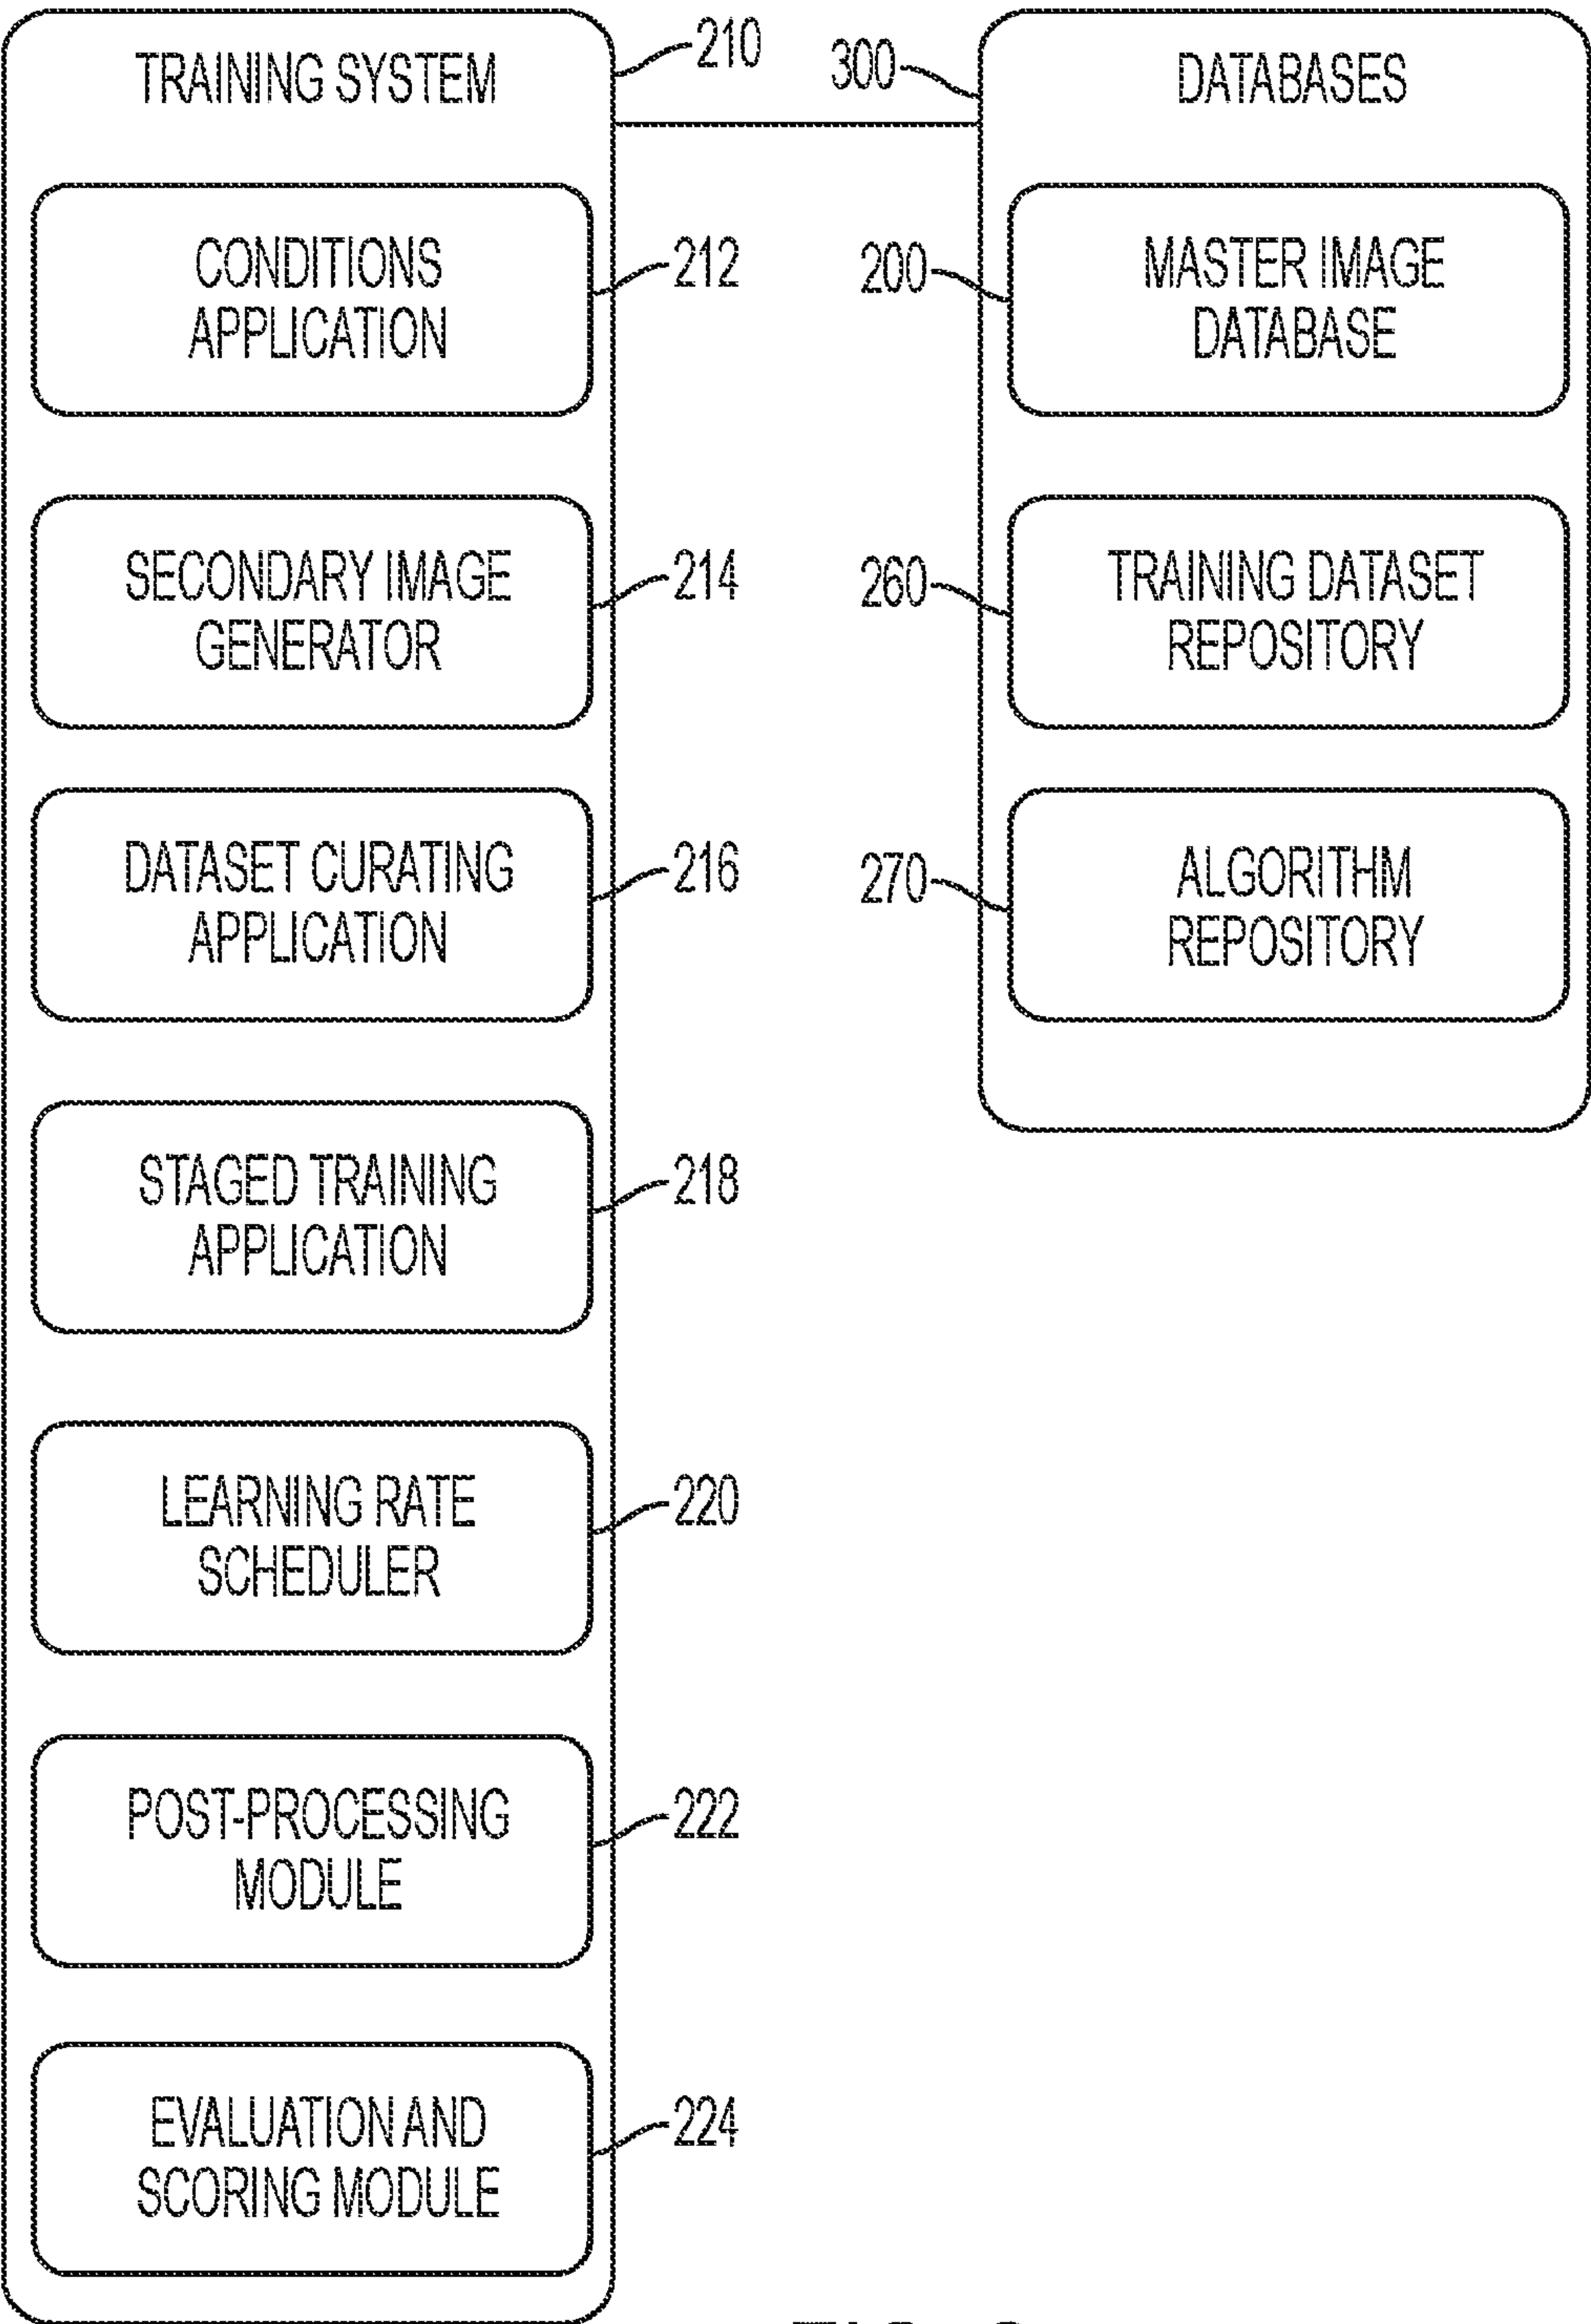 TRAINING SYSTEM
210
CONDITIONS
APPLICATION
212
SECONDARY IMAGE
GENERATOR
214
DATASET CURATING
APPLICATION
216
STAGED TRAINING
APPLICATION
218
LEARNING RATE
SCHEDULER
220
POST-PROCESSING
MODULE
222
EVALUATION AND
SCORING MODULE
224
300
DATABASES
200
MASTER IMAGE
DATABASE
260
TRAINING DATASET
REPOSITORY
270
ALGORITHM
REPOSITORY